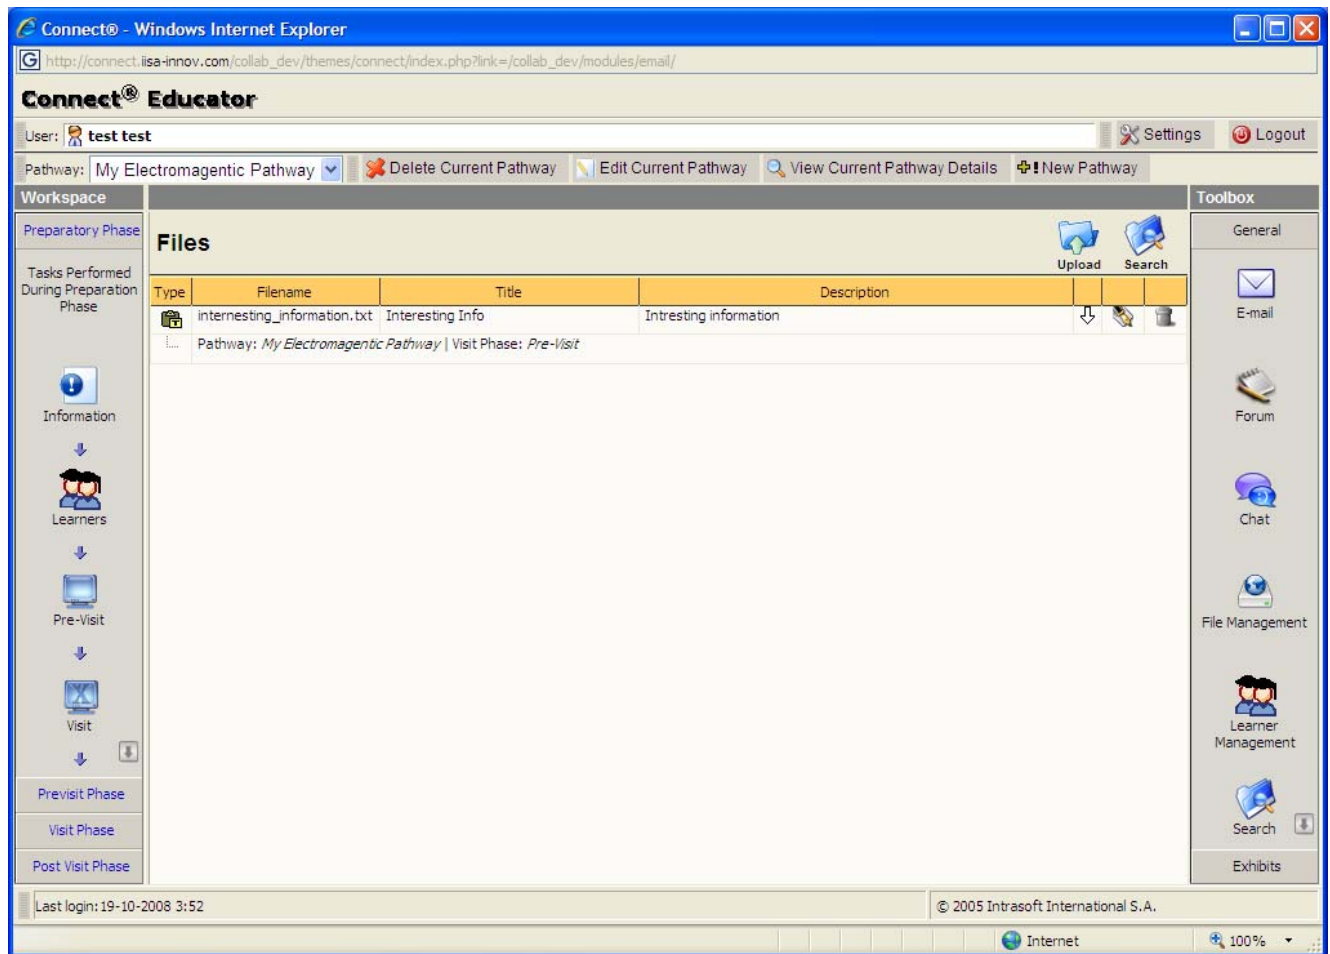 Connect® - Windows Internet Explorer
http://connect.iisa-innov.com/collab_dev/themes/connect/index.php?link=/collab_dev/modules/email/
Connect® Educator
User: test test Settings Logout
Pathway: My Electromagentic Pathway Delete Current Pathway Edit Current Pathway View Current Pathway Details New Pathway
Workspace
Toolbox
Preparatory Phase
Tasks Performed
During Preparation
Phase
Information
Learners
Pre-Visit
Visit
Previsit Phase
Visit Phase
Post Visit Phase
Files
Upload Search
Type Filename Title Description
internesting_information.txt Interesting Info Intresting information
Pathway: My Electromagentic Pathway | Visit Phase: Pre-Visit
General
E-mail
Forum
Chat
File Management
Learner
Management
Search
Exhibits
Last login: 19-10-2008 3:52 © 2005 Intrasoft International S.A.
Internet 100%